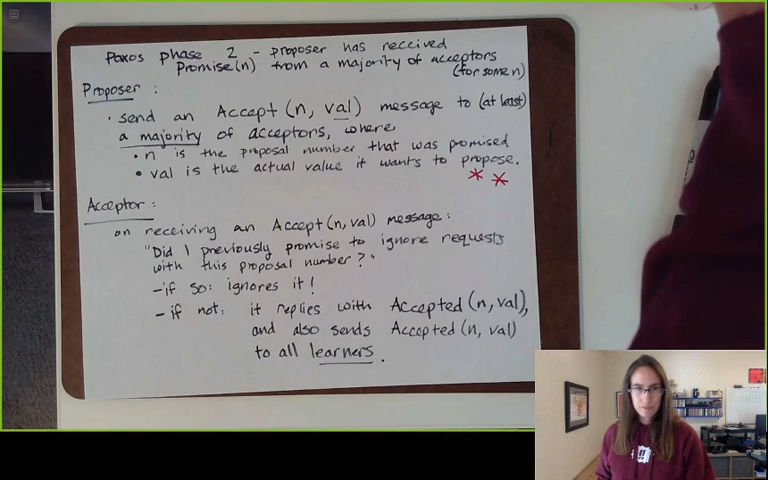 Paxos phase 2 - proposer has received
Promise(n) from a majority of acceptors
(for some n)
Proposer :
• send an Accept (n, val) message to (at least)
a majority of acceptors, where
• n is the proposal number that was promised
• val is the actual value it wants to propose.
* *
Acceptor :
on receiving an Accept(n, val) message:
"Did I previously promise to ignore requests
with this proposal number?"
- if so: ignores it!
- if not: it replies with Accepted (n, val),
and also sends Accepted (n, val)
to all learners.
!!